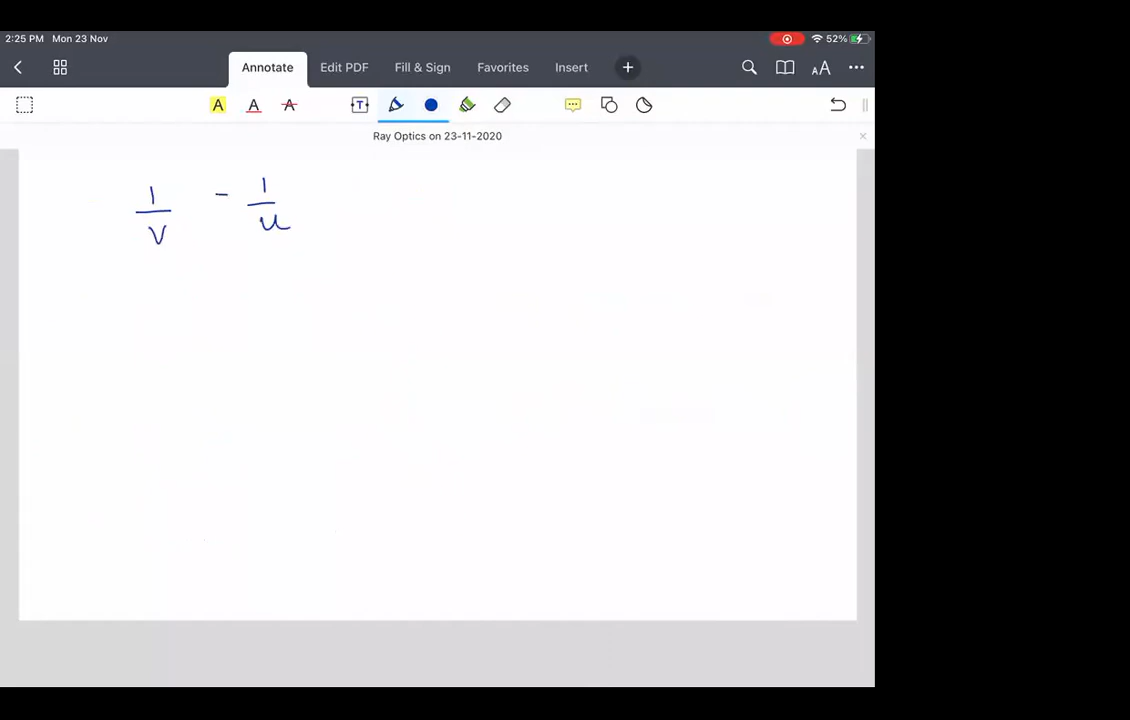 2:25 PM Mon 23 Nov 52%
Annotate Edit PDF Fill & Sign Favorites Insert + AA
A A A T
Ray Optics on 23-11-2020 ×
1/v - 1/u